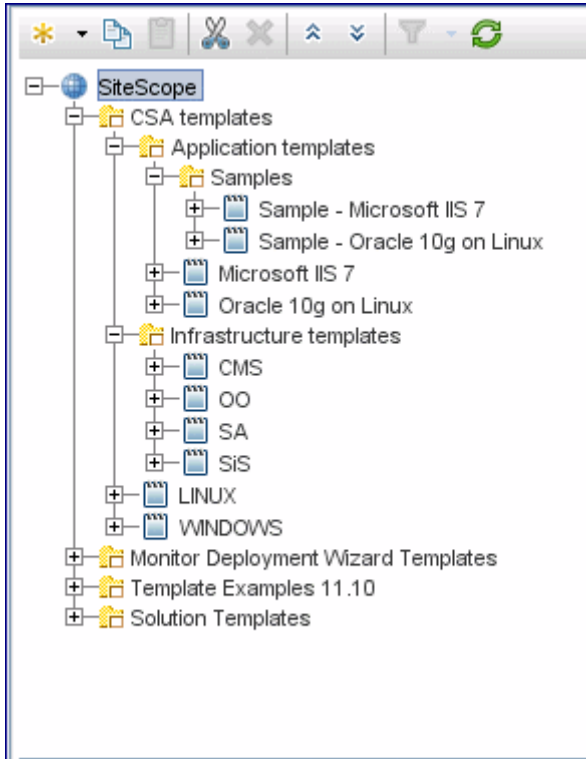 SiteScope
CSA templates
Application templates
Samples
Sample - Microsoft IIS 7
Sample - Oracle 10g on Linux
Microsoft IIS 7
Oracle 10g on Linux
Infrastructure templates
CMS
OO
SA
SiS
LINUX
WINDOWS
Monitor Deployment Wizard Templates
Template Examples 11.10
Solution Templates